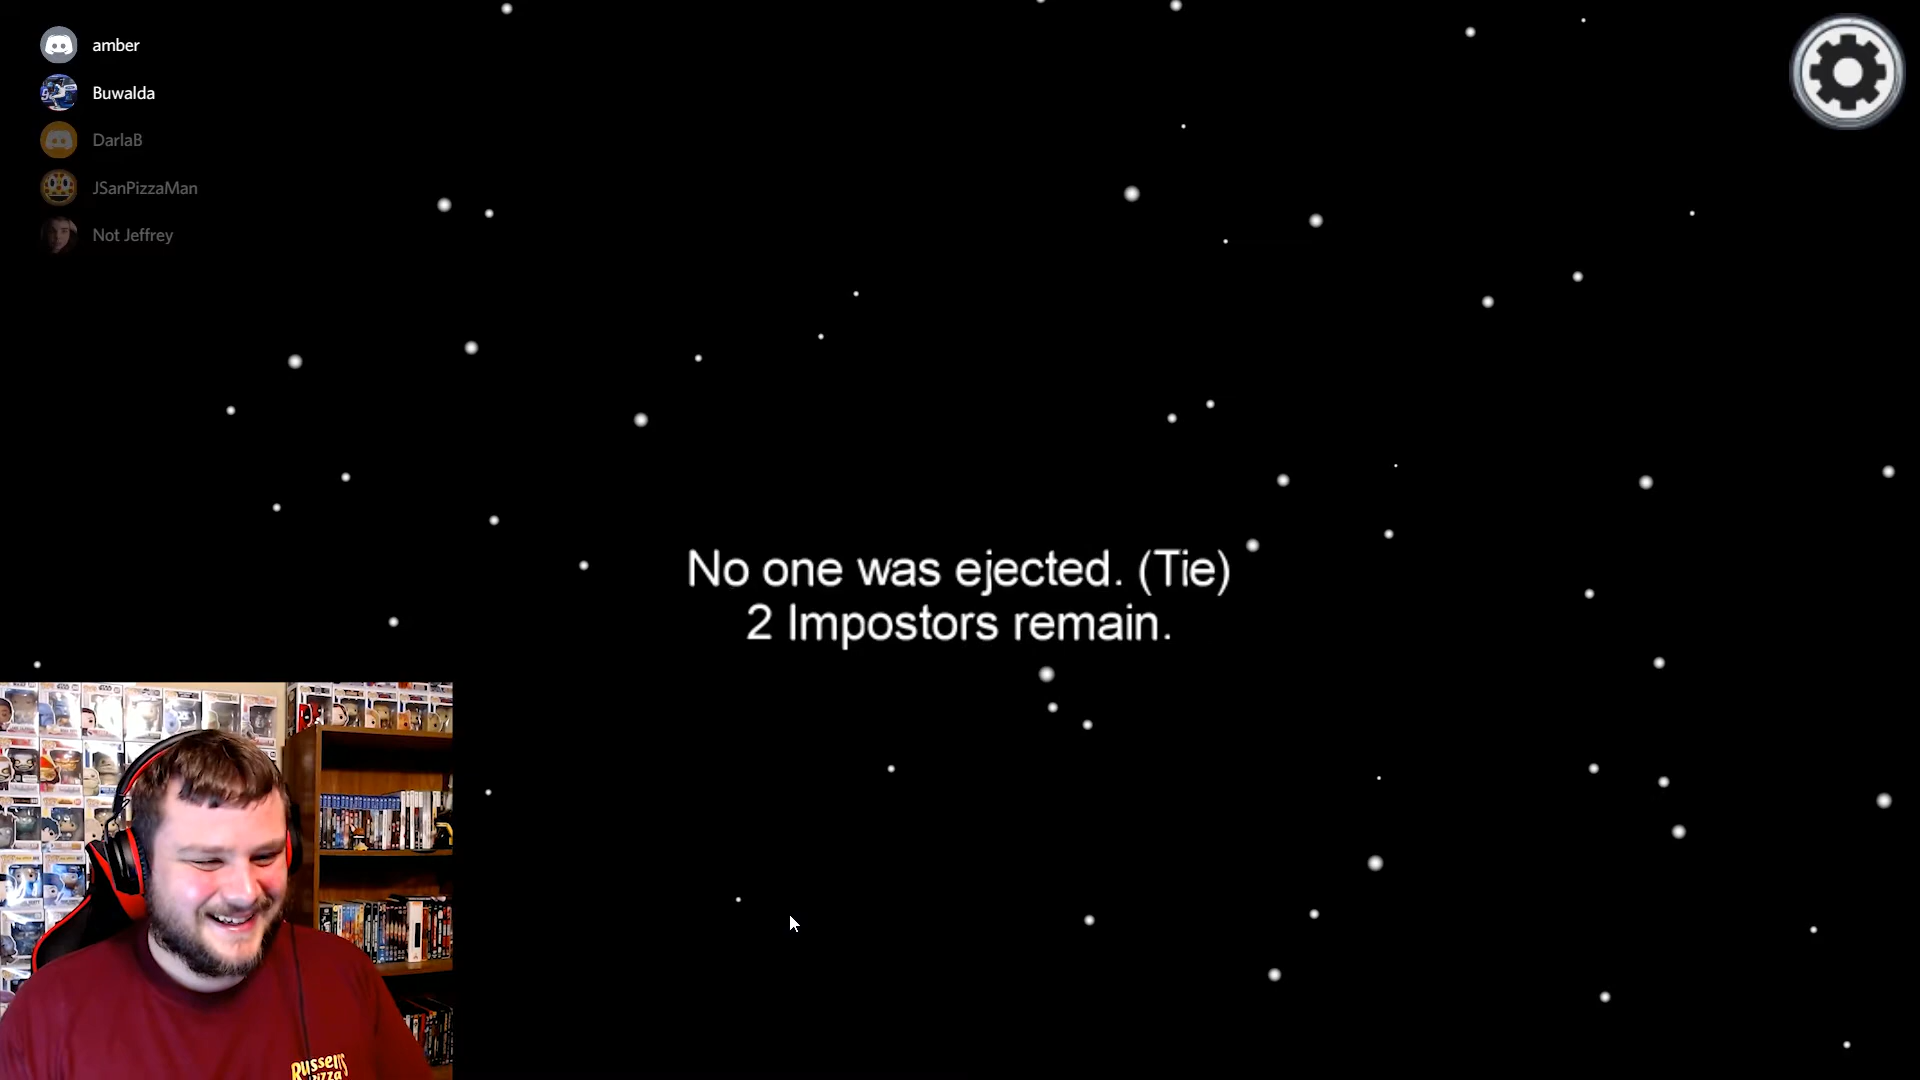 amber
Buwalda
DarlaB
JSanPizzaMan
Not Jeffrey
No one was ejected. (Tie)
2 Impostors remain.